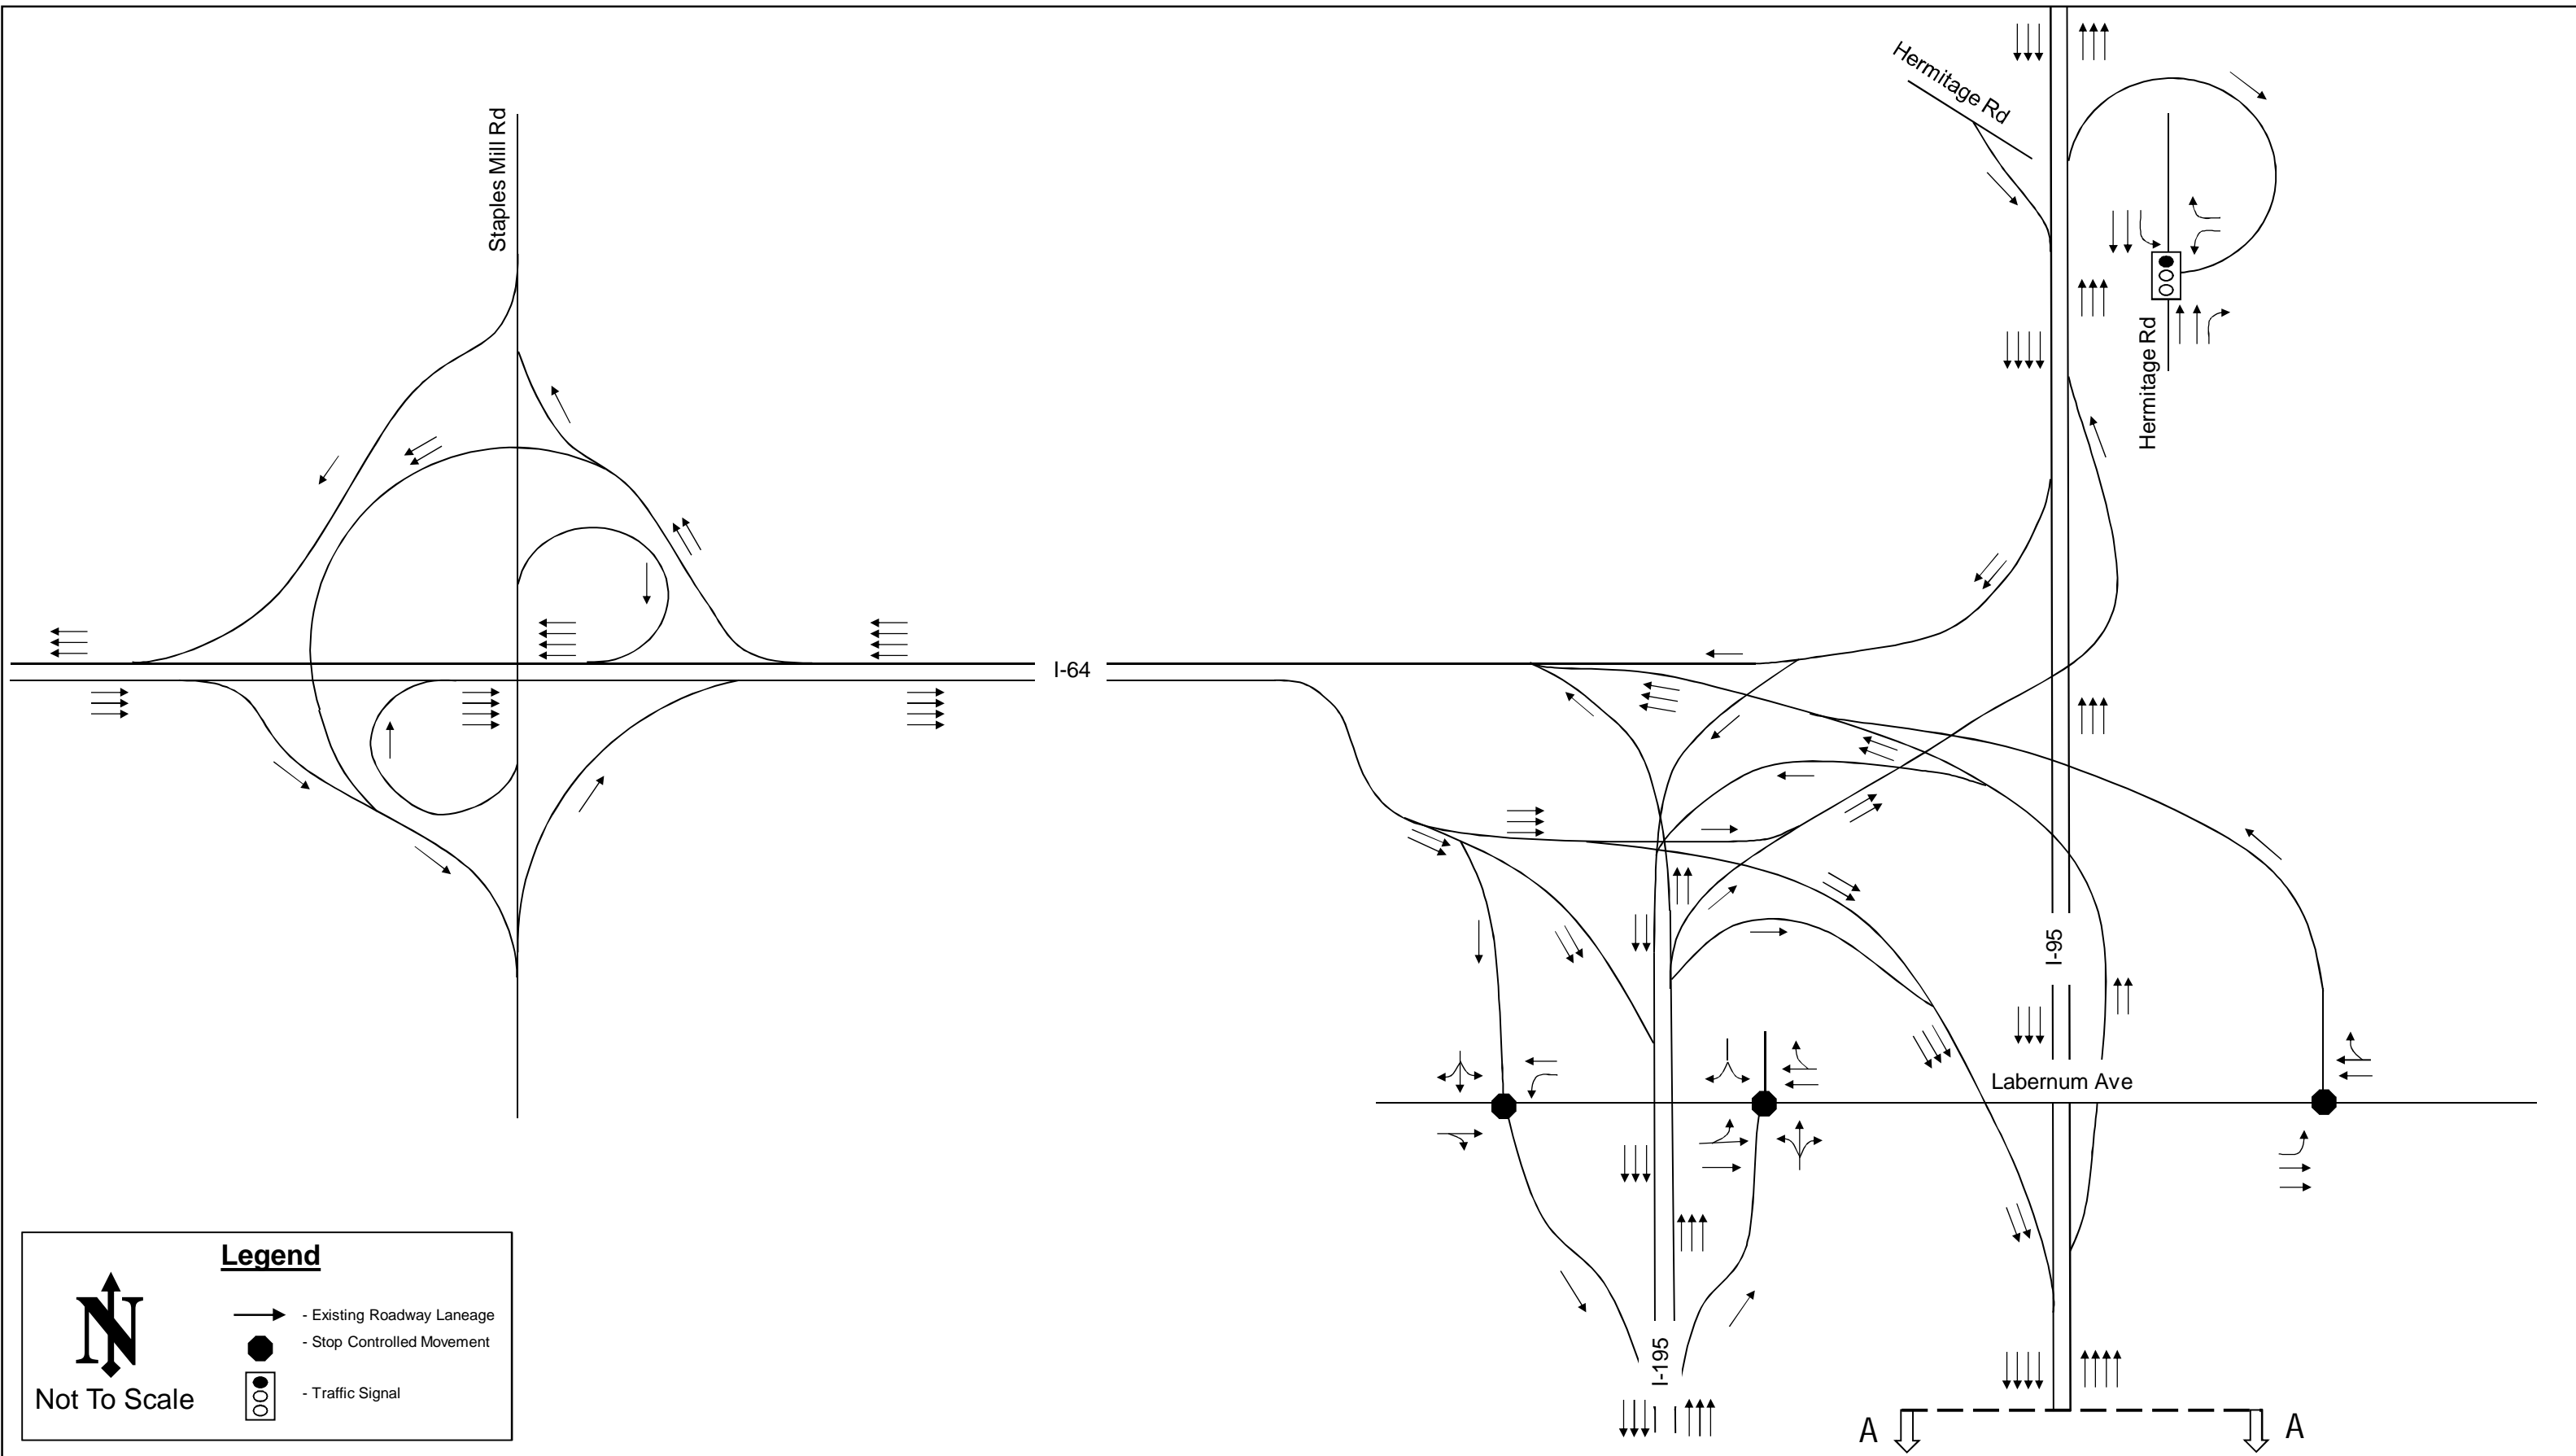 Hermitage Rd
Staples Mill Rd
Hermitage Rd
I-64
I-95
Labernum Ave
I-195
A
A
Legend
N
Not To Scale
- Existing Roadway Laneage
- Stop Controlled Movement
- Traffic Signal